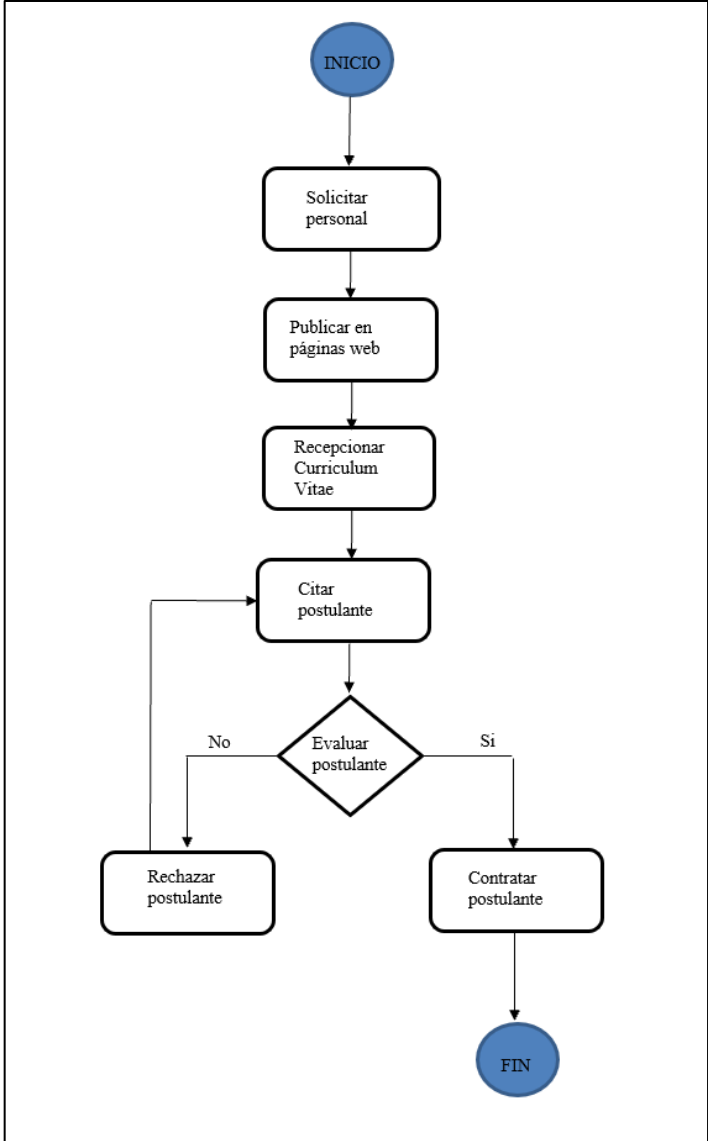 INICIO
Solicitar
personal
Publicar en
páginas web
Recepcionar
Curriculum
Vitae
Citar
postulante
No
Evaluar
postulante
Si
Rechazar
postulante
Contratar
postulante
FIN